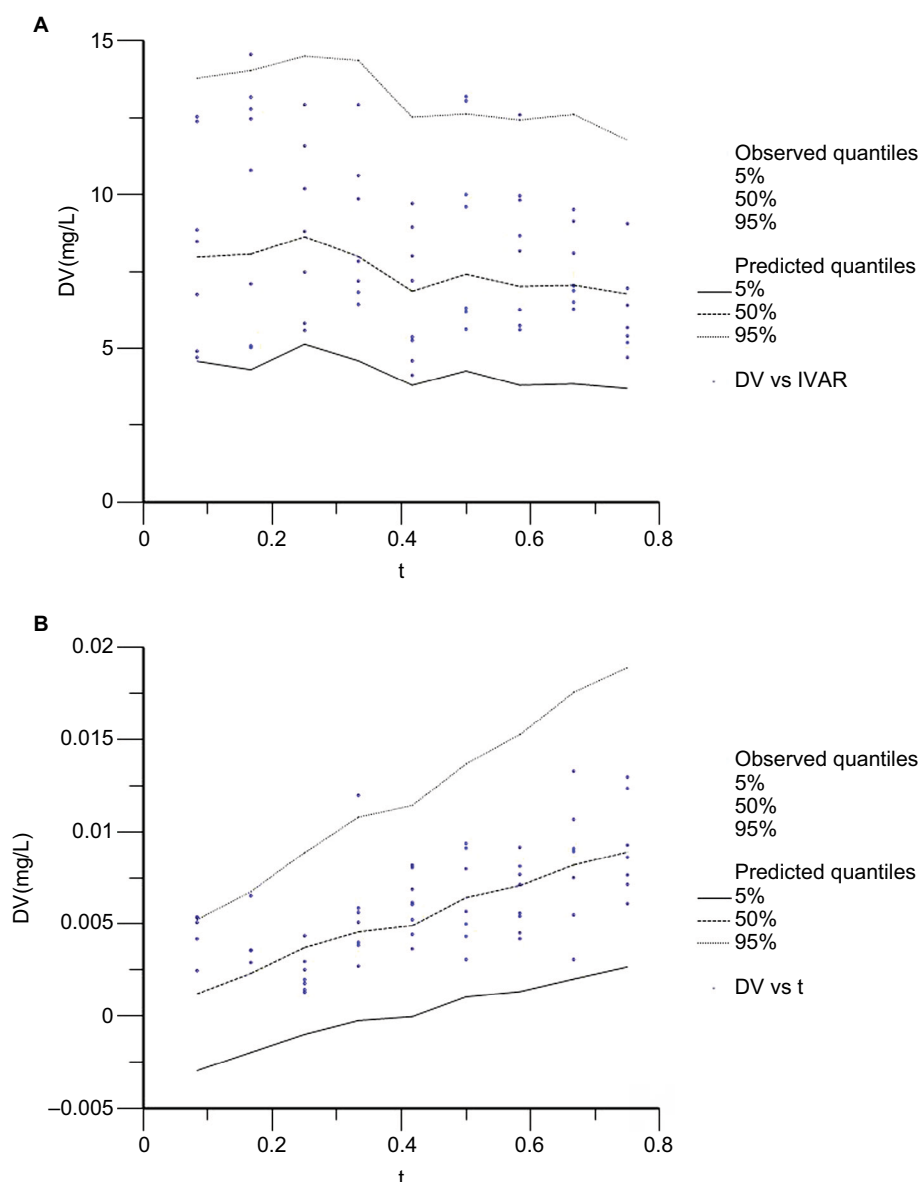 A
15
10
5
0
DV(mg/L)
0
0.2
0.4
0.6
0.8
t
Observed quantiles
5%
50%
95%
Predicted quantiles
5%
50%
95%
DV vs IVAR
B
0.02
0.015
0.01
0.005
0
–0.005
DV(mg/L)
0
0.2
0.4
0.6
0.8
t
Observed quantiles
5%
50%
95%
Predicted quantiles
5%
50%
95%
DV vs t